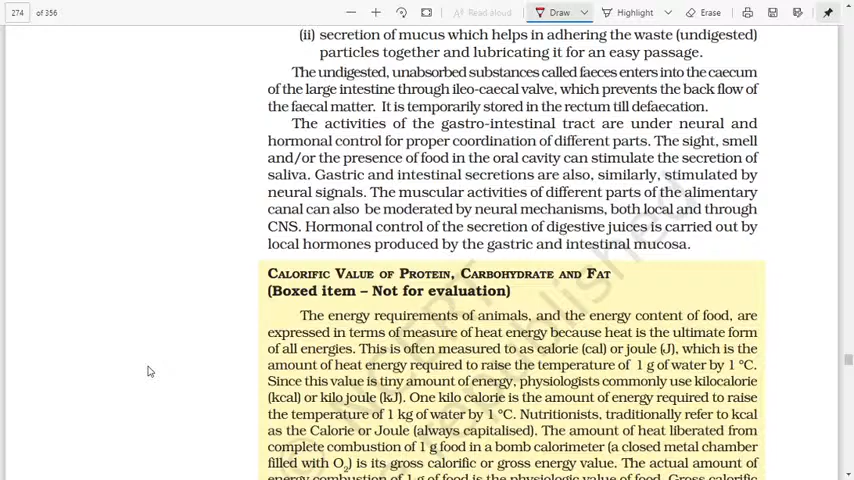 274 of 356
Read aloud
Draw
Highlight
Erase
(ii) secretion of mucus which helps in adhering the waste (undigested)
particles together and lubricating it for an easy passage.
The undigested, unabsorbed substances called faeces enters into the caecum
of the large intestine through ileo-caecal valve, which prevents the back flow of
the faecal matter. It is temporarily stored in the rectum till defaecation.
The activities of the gastro-intestinal tract are under neural and
hormonal control for proper coordination of different parts. The sight, smell
and/or the presence of food in the oral cavity can stimulate the secretion of
saliva. Gastric and intestinal secretions are also, similarly, stimulated by
neural signals. The muscular activities of different parts of the alimentary
canal can also be moderated by neural mechanisms, both local and through
CNS. Hormonal control of the secretion of digestive juices is carried out by
local hormones produced by the gastric and intestinal mucosa.
CALORIFIC VALUE OF PROTEIN, CARBOHYDRATE AND FAT
(Boxed item – Not for evaluation)
The energy requirements of animals, and the energy content of food, are
expressed in terms of measure of heat energy because heat is the ultimate form
of all energies. This is often measured to as calorie (cal) or joule (J), which is the
amount of heat energy required to raise the temperature of 1 g of water by 1 °C.
Since this value is tiny amount of energy, physiologists commonly use kilocalorie
(kcal) or kilo joule (kJ). One kilo calorie is the amount of energy required to raise
the temperature of 1 kg of water by 1 °C. Nutritionists, traditionally refer to kcal
as the Calorie or Joule (always capitalised). The amount of heat liberated from
complete combustion of 1 g food in a bomb calorimeter (a closed metal chamber
filled with O2) is its gross calorific or gross energy value. The actual amount of
energy combustion of 1 g of food is the physiologic value of food. Gross calorific
© NCERT
republished